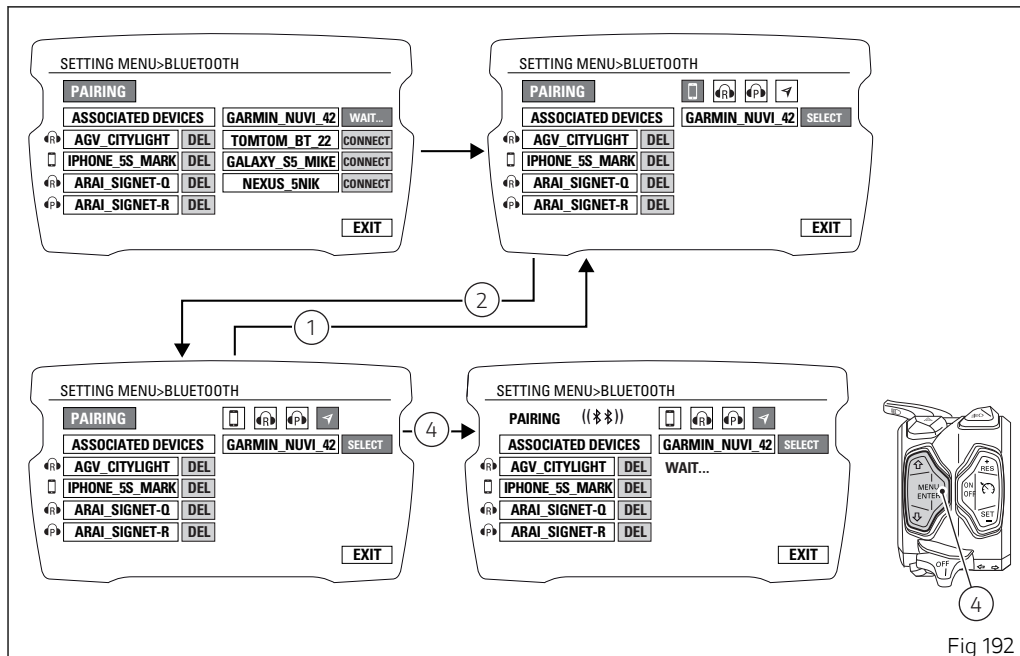 SETTING MENU>BLUETOOTH
PAIRING
ASSOCIATED DEVICES GARMIN_NUVI_42 WAIT...
R AGV_CITYLIGHT DEL TOMTOM_BT_22 CONNECT
IPHONE_5S_MARK DEL GALAXY_S5_MIKE CONNECT
R ARAI_SIGNET-Q DEL NEXUS_5NIK CONNECT
P ARAI_SIGNET-R DEL
EXIT
SETTING MENU>BLUETOOTH
PAIRING R P
ASSOCIATED DEVICES GARMIN_NUVI_42 SELECT
R AGV_CITYLIGHT DEL
IPHONE_5S_MARK DEL
R ARAI_SIGNET-Q DEL
P ARAI_SIGNET-R DEL
EXIT
2
1
SETTING MENU>BLUETOOTH
PAIRING R P
ASSOCIATED DEVICES GARMIN_NUVI_42 SELECT
R AGV_CITYLIGHT DEL
IPHONE_5S_MARK DEL
R ARAI_SIGNET-Q DEL
P ARAI_SIGNET-R DEL
EXIT
4
SETTING MENU>BLUETOOTH
PAIRING R P
ASSOCIATED DEVICES GARMIN_NUVI_42 SELECT
R AGV_CITYLIGHT DEL WAIT...
IPHONE_5S_MARK DEL
R ARAI_SIGNET-Q DEL
P ARAI_SIGNET-R DEL
EXIT
+
RES
MENU
ENTER
ON
OFF
SET
−
OFF
4
Fig 192